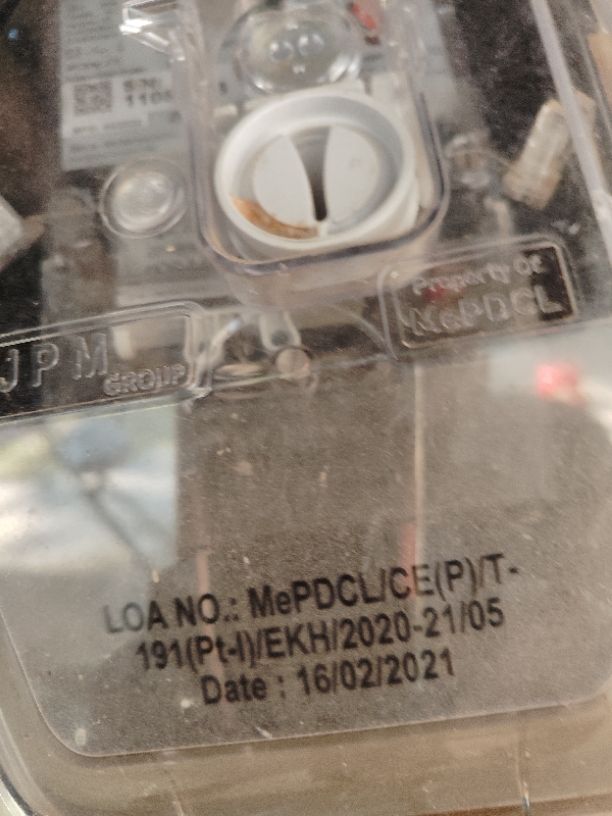 JPM
GROUP
Property Of
MePDCL
LOA NO.: MePDCL/CE(P)/T-
191(Pt-I)/EKH/2020-21/05
Date : 16/02/2021